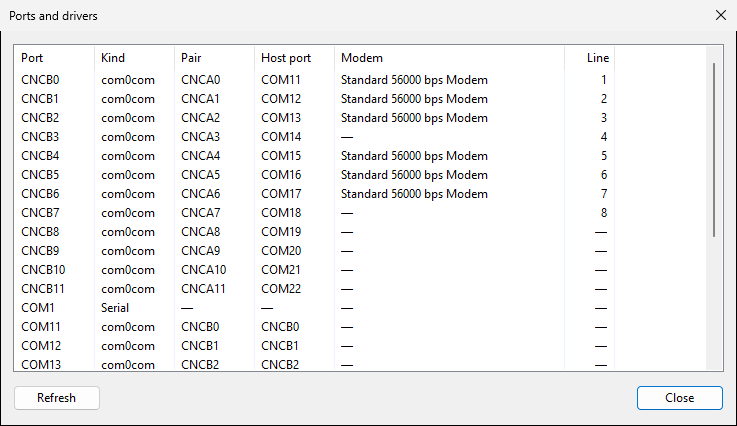 Ports and drivers
Port Kind Pair Host port Modem Line
CNCB0 com0com CNCA0 COM11 Standard 56000 bps Modem 1
CNCB1 com0com CNCA1 COM12 Standard 56000 bps Modem 2
CNCB2 com0com CNCA2 COM13 Standard 56000 bps Modem 3
CNCB3 com0com CNCA3 COM14 — 4
CNCB4 com0com CNCA4 COM15 Standard 56000 bps Modem 5
CNCB5 com0com CNCA5 COM16 Standard 56000 bps Modem 6
CNCB6 com0com CNCA6 COM17 Standard 56000 bps Modem 7
CNCB7 com0com CNCA7 COM18 — 8
CNCB8 com0com CNCA8 COM19 — —
CNCB9 com0com CNCA9 COM20 — —
CNCB10 com0com CNCA10 COM21 — —
CNCB11 com0com CNCA11 COM22 — —
COM1 Serial — — — —
COM11 com0com CNCB0 CNCB0 — —
COM12 com0com CNCB1 CNCB1 — —
COM13 com0com CNCB2 CNCB2 — —
Refresh Close